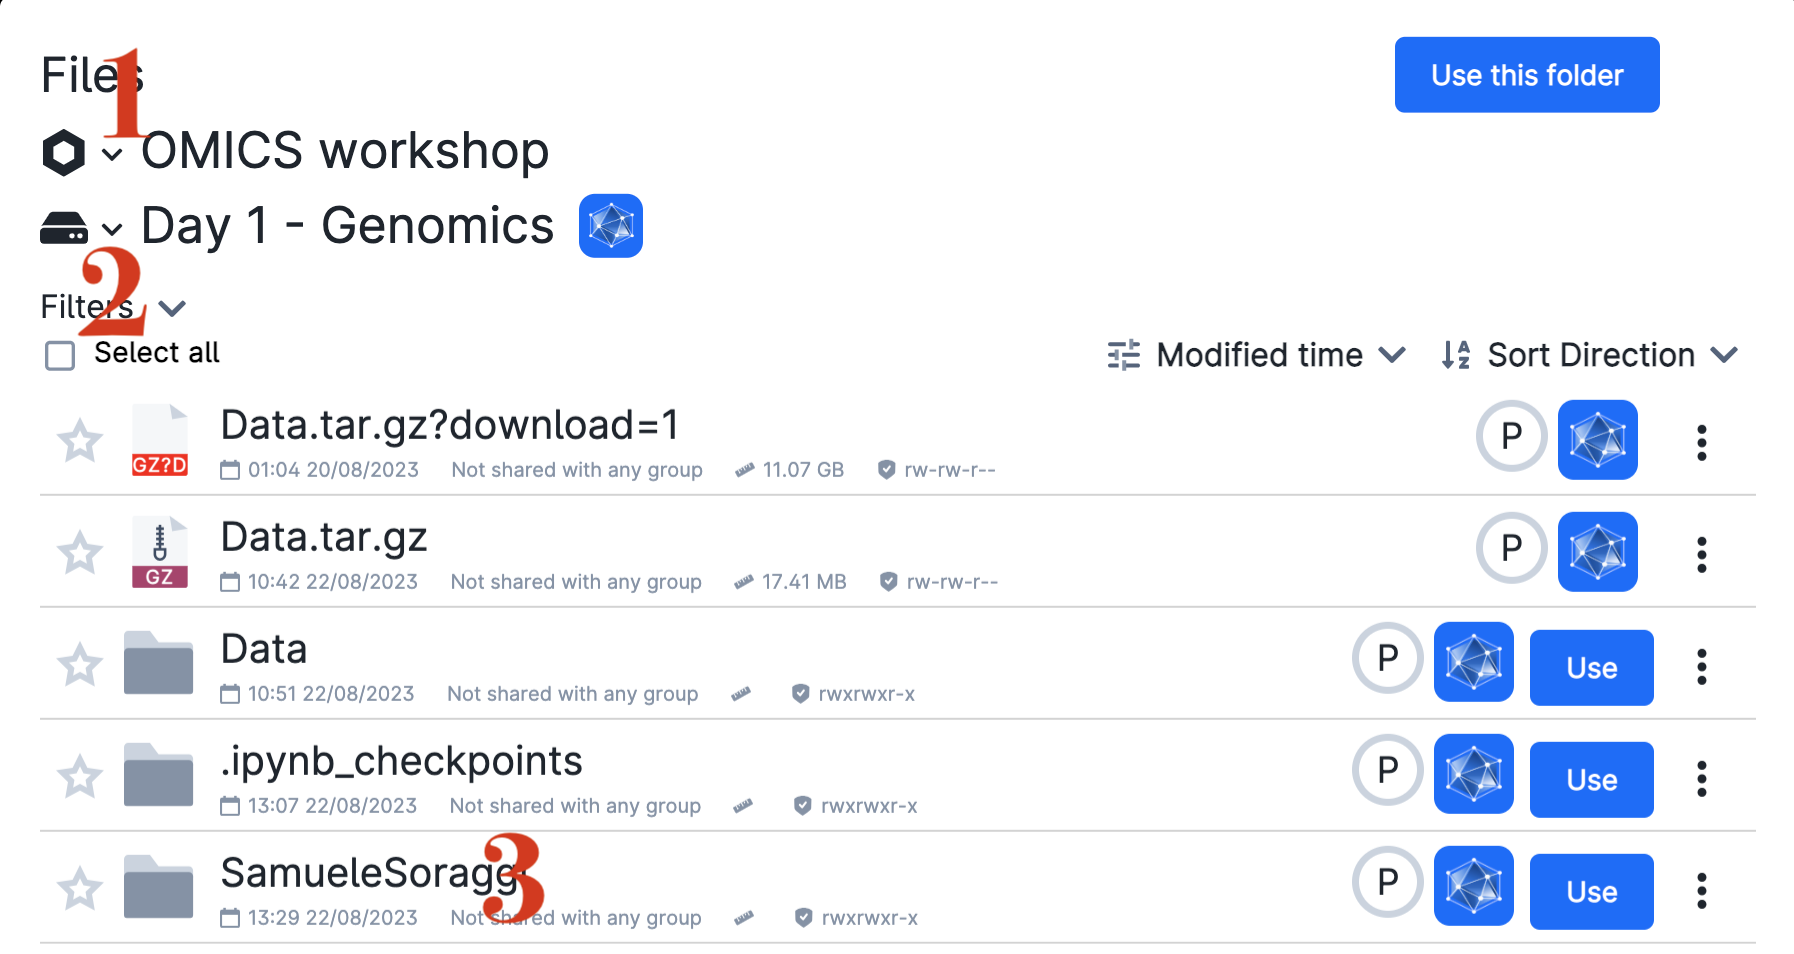 Files
1
Use this folder
OMICS workshop
Day 1 - Genomics
2
Filters
Select all
Modified time
Sort Direction
Data.tar.gz?download=1
P
GZ?D
01:04 20/08/2023 Not shared with any group 11.07 GB rw-rw-r--
Data.tar.gz
P
GZ
10:42 22/08/2023 Not shared with any group 17.41 MB rw-rw-r--
Data
P
Use
10:51 22/08/2023 Not shared with any group rwxrwxr-x
.ipynb_checkpoints
P
Use
13:07 22/08/2023 Not shared with any group rwxrwxr-x
SamueleSoraggi
3
P
Use
13:29 22/08/2023 Not shared with any group rwxrwxr-x